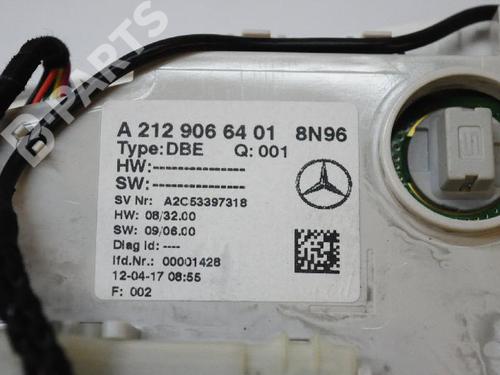 B-PARTS
A 212 906 64 01 8N96
Type:DBE Q: 001
HW:----------------
SW:----------------
SV Nr: A2C53397318
HW: 08/32.00
SW: 09/06.00
Diag Id: ----
lfd.Nr.: 00001428
12-04-17 08:55
F: 002